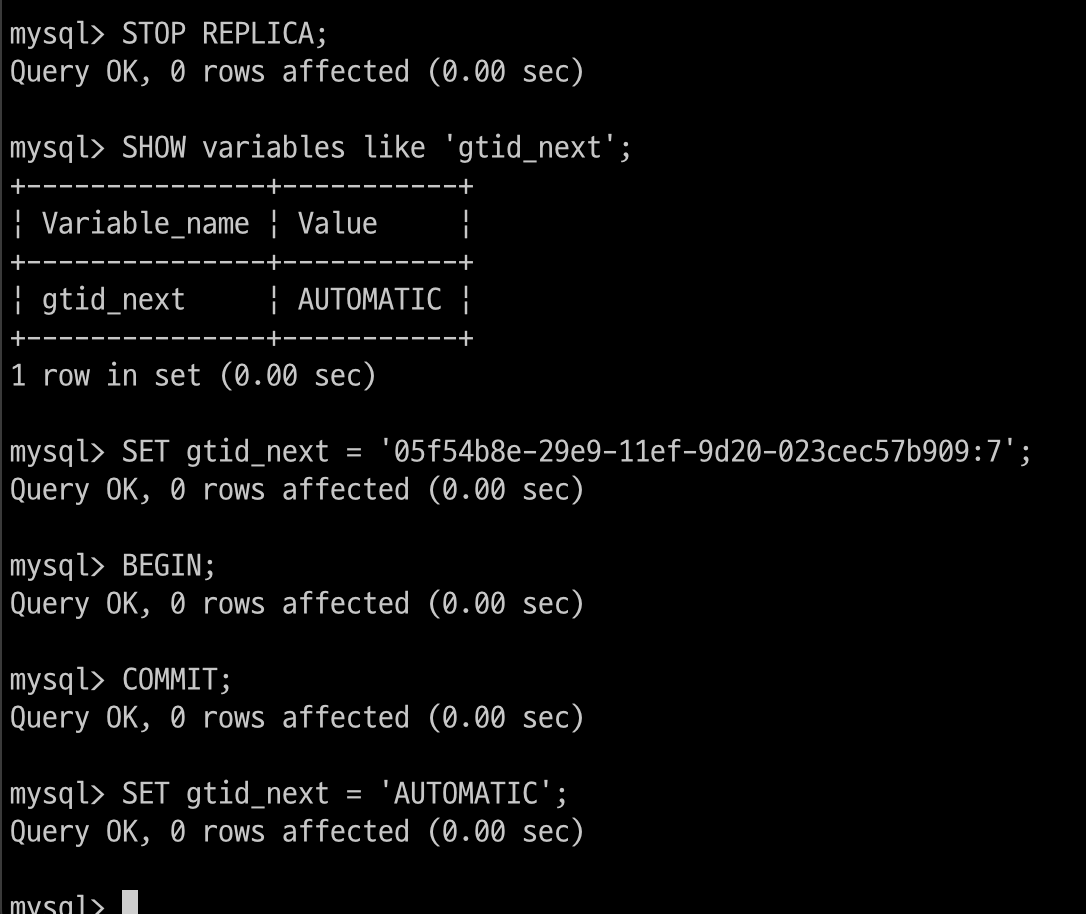 mysql> STOP REPLICA;
Query OK, 0 rows affected (0.00 sec)
mysql> SHOW variables like 'gtid_next';
+---------------+-----------+
¦ Variable_name ¦ Value     ¦
+---------------+-----------+
¦ gtid_next     ¦ AUTOMATIC ¦
+---------------+-----------+
1 row in set (0.00 sec)
mysql> SET gtid_next = '05f54b8e-29e9-11ef-9d20-023cec57b909:7';
Query OK, 0 rows affected (0.00 sec)
mysql> BEGIN;
Query OK, 0 rows affected (0.00 sec)
mysql> COMMIT;
Query OK, 0 rows affected (0.00 sec)
mysql> SET gtid_next = 'AUTOMATIC';
Query OK, 0 rows affected (0.00 sec)
mysql>